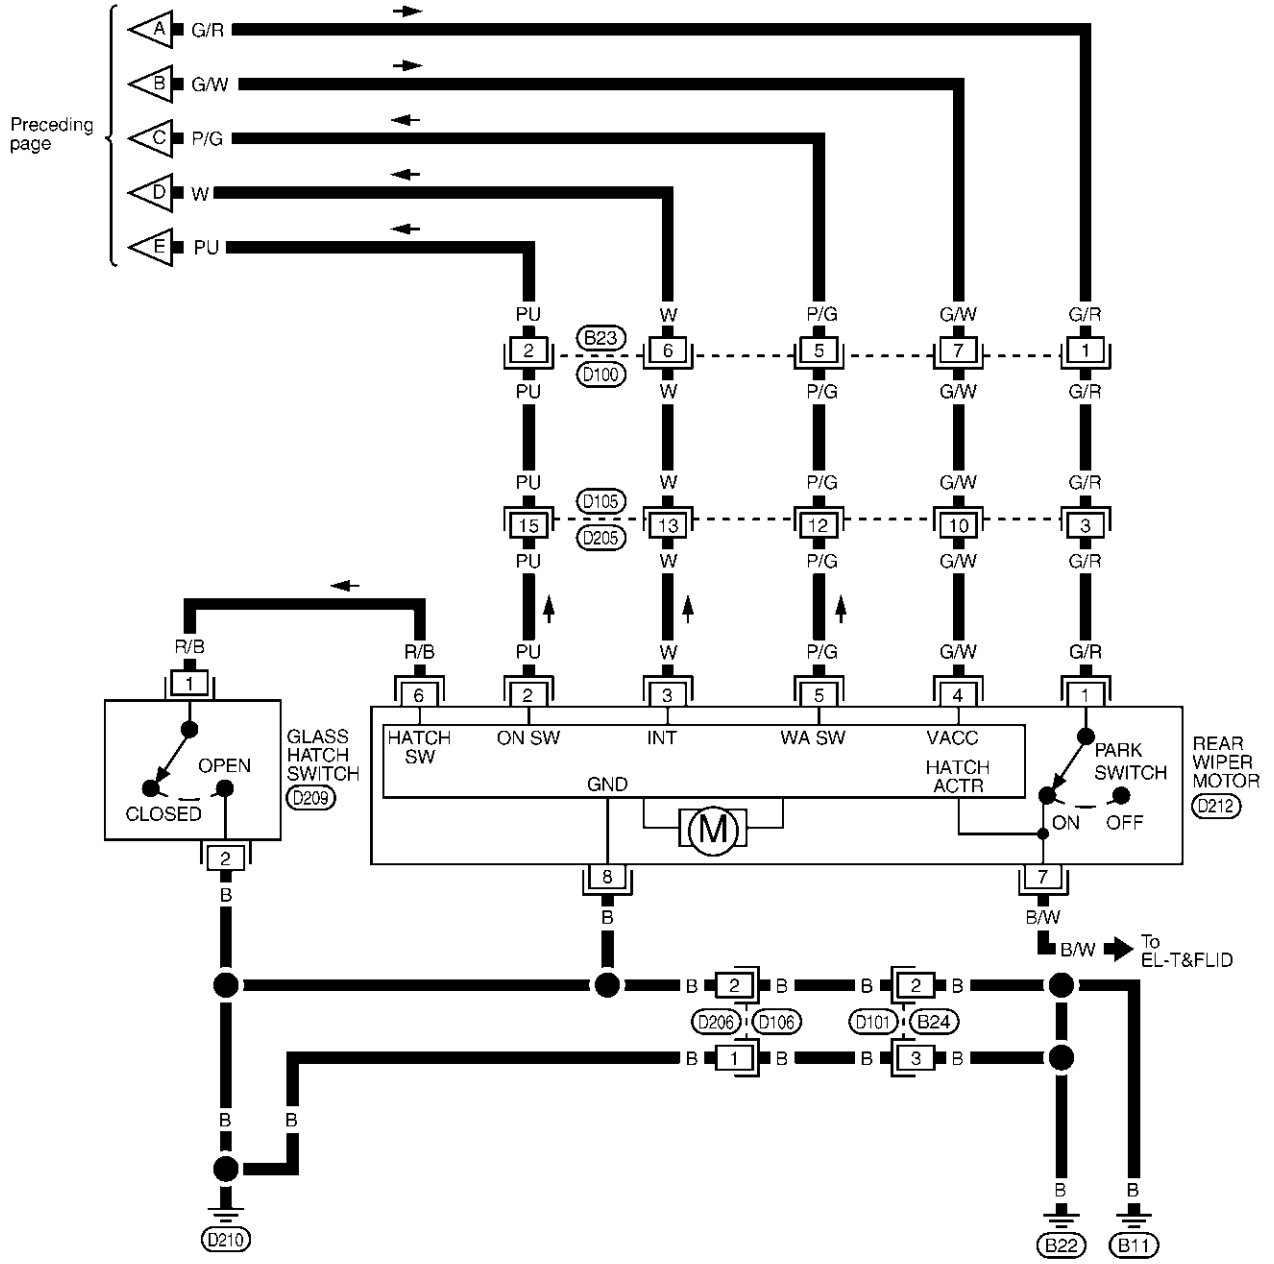 A G/R
B G/W
Preceding
page
C P/G
D W
E PU
PU W P/G G/W G/R
B23
2 6 5 7 1
D100
PU W P/G G/W G/R
PU W P/G G/W G/R
D105
15 13 12 10 3
D205
PU W P/G G/W G/R
R/B R/B PU W P/G G/W G/R
1 6 2 3 5 4 1
GLASS
HATCH
SWITCH
D209
OPEN
CLOSED
HATCH
SW
ON SW
INT
WA SW
VACC
GND
HATCH
ACTR
M
PARK
SWITCH
ON OFF
REAR
WIPER
MOTOR
D212
2 8 7
B B B/W
B/W
To
EL-T&FLID
B 2 B B 2 B
D206 D106 D101 B24
B 1 B B 3 B
B B
B B
D210 B22 B11